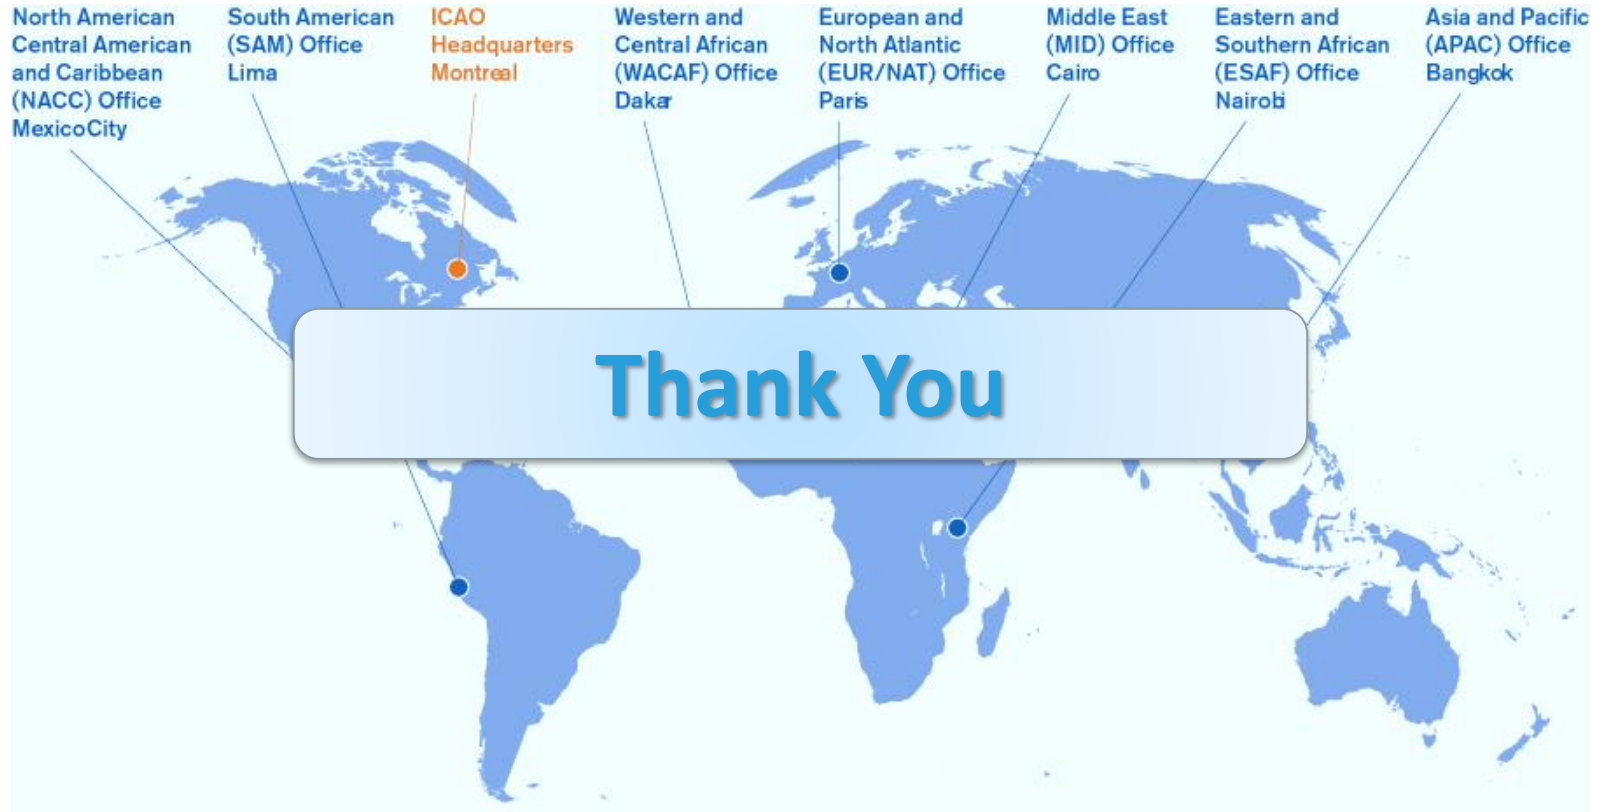 North American
Central American
and Caribbean
(NACC) Office
MexicoCity
South American
(SAM) Office
Lima
ICAO
Headquarters
Montreal
Western and
Central African
(WACAF) Office
Dakar
European and
North Atlantic
(EUR/NAT) Office
Paris
Middle East
(MID) Office
Cairo
Eastern and
Southern African
(ESAF) Office
Nairobi
Asia and Pacific
(APAC) Office
Bangkok
Thank You